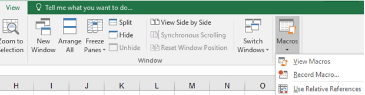 View Tell me what you want to do...
Zoom to Selection
New Window
Arrange All
Freeze Panes
Split
Hide
Unhide
View Side by Side
Synchronous Scrolling
Reset Window Position
Switch Windows
Macros
Window
View Macros
Record Macro...
Use Relative References
H I J K L M N O